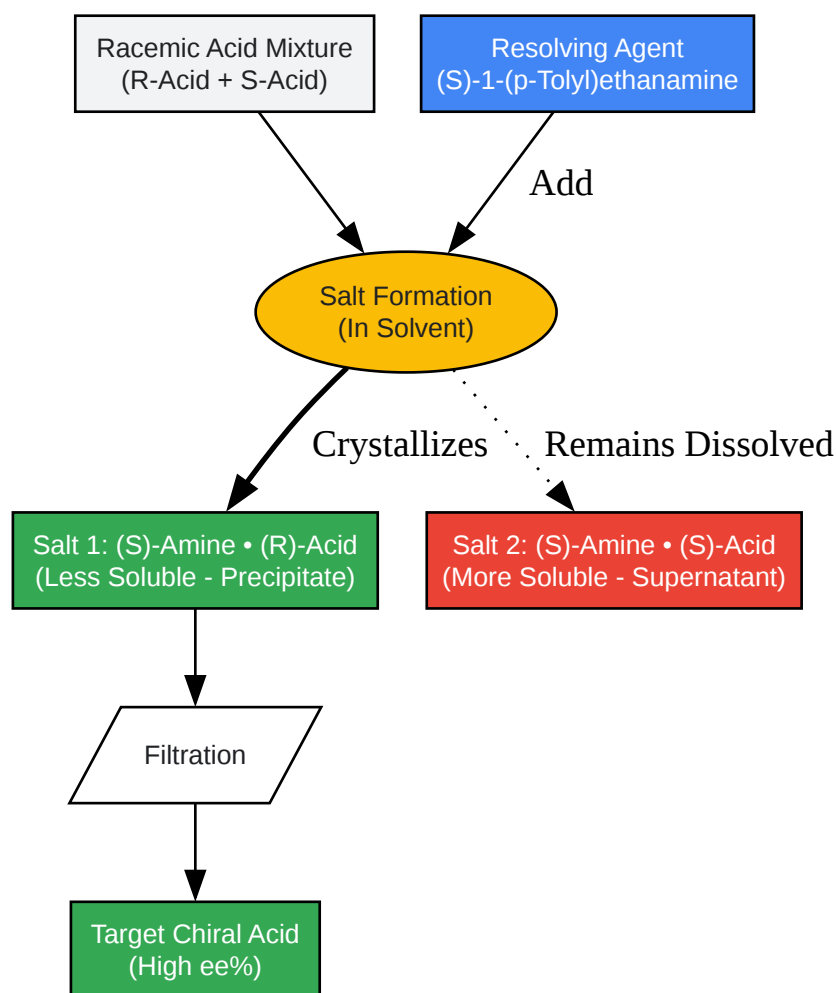 Racemic Acid Mixture
(R-Acid + S-Acid)
Resolving Agent
(S)-1-(p-Tolyl)ethanamine
Add
Salt Formation
(In Solvent)
Crystallizes
Remains Dissolved
Salt 1: (S)-Amine • (R)-Acid
(Less Soluble - Precipitate)
Salt 2: (S)-Amine • (S)-Acid
(More Soluble - Supernatant)
Filtration
Target Chiral Acid
(High ee%)